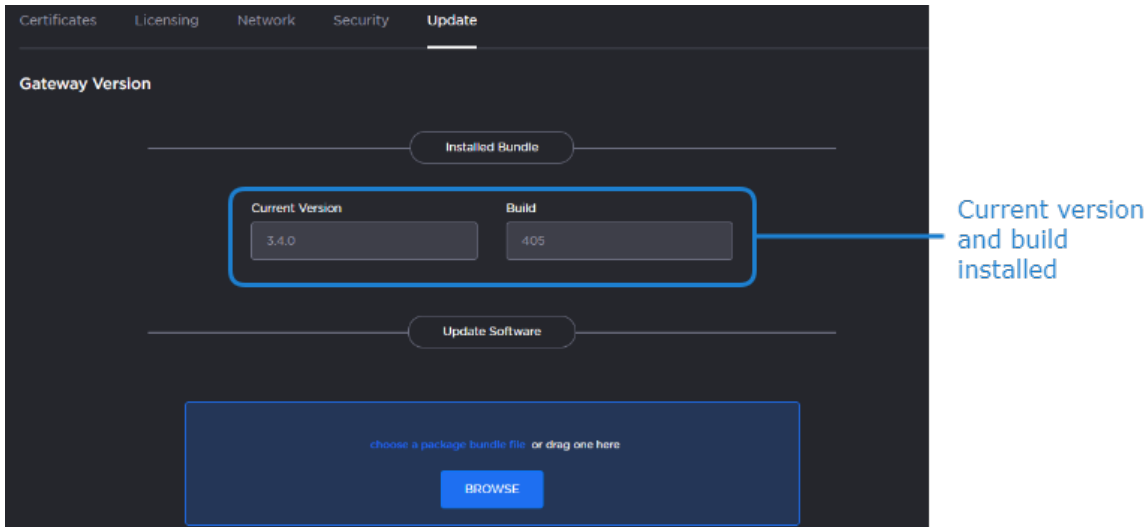 Certificates Licensing Network Security Update
Gateway Version
Installed Bundle
Current Version Build
3.4.0 405
Current version
and build
installed
Update Software
choose a package bundle file or drag one here
BROWSE